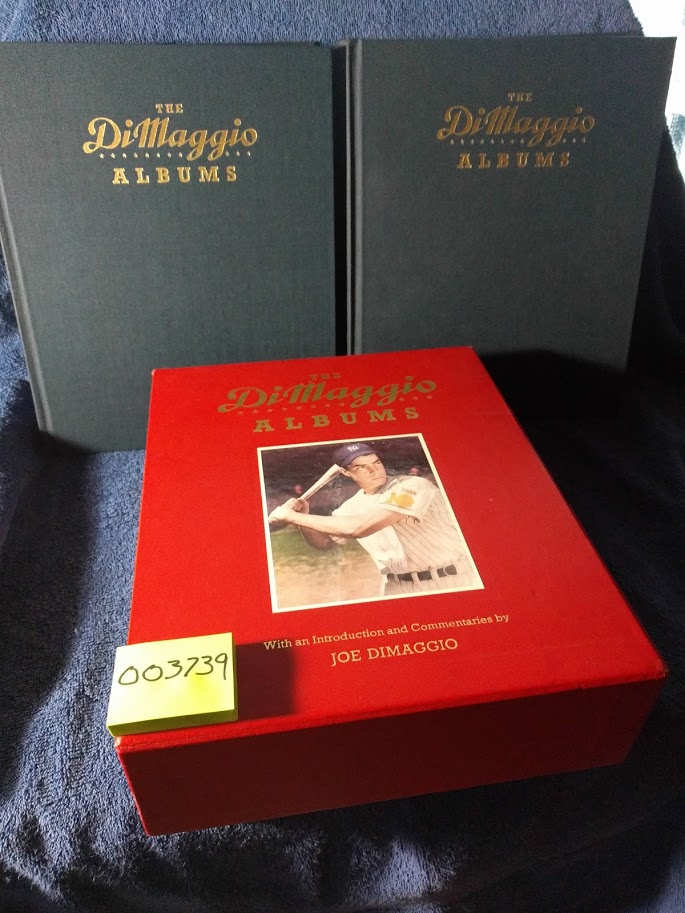 THE
DiMaggio
ALBUMS
THE
DiMaggio
ALBUMS
THE
DiMaggio
ALBUMS
With an Introduction and Commentaries by
JOE DIMAGGIO
003739